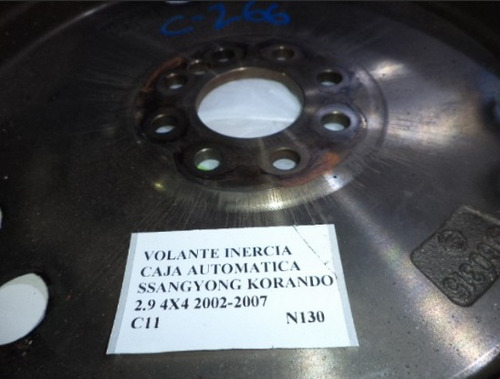 C-266
VOLANTE INERCIA
CAJA AUTOMATICA
SSANGYONG KORANDO
2.9 4X4 2002-2007
C11 N130